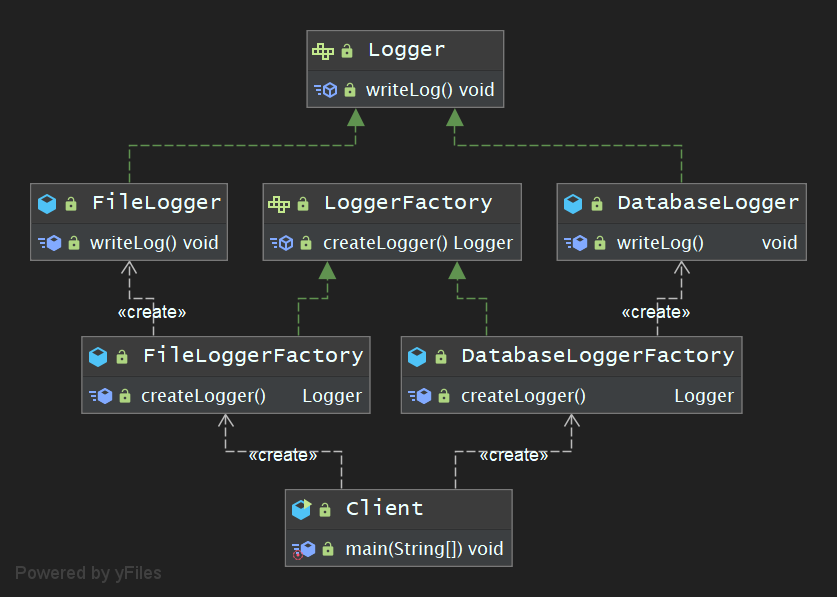 Logger
writeLog() void
FileLogger
writeLog() void
LoggerFactory
createLogger() Logger
DatabaseLogger
writeLog() void
«create»
«create»
FileLoggerFactory
createLogger() Logger
DatabaseLoggerFactory
createLogger() Logger
«create»
«create»
Client
main(String[]) void
Powered by yFiles